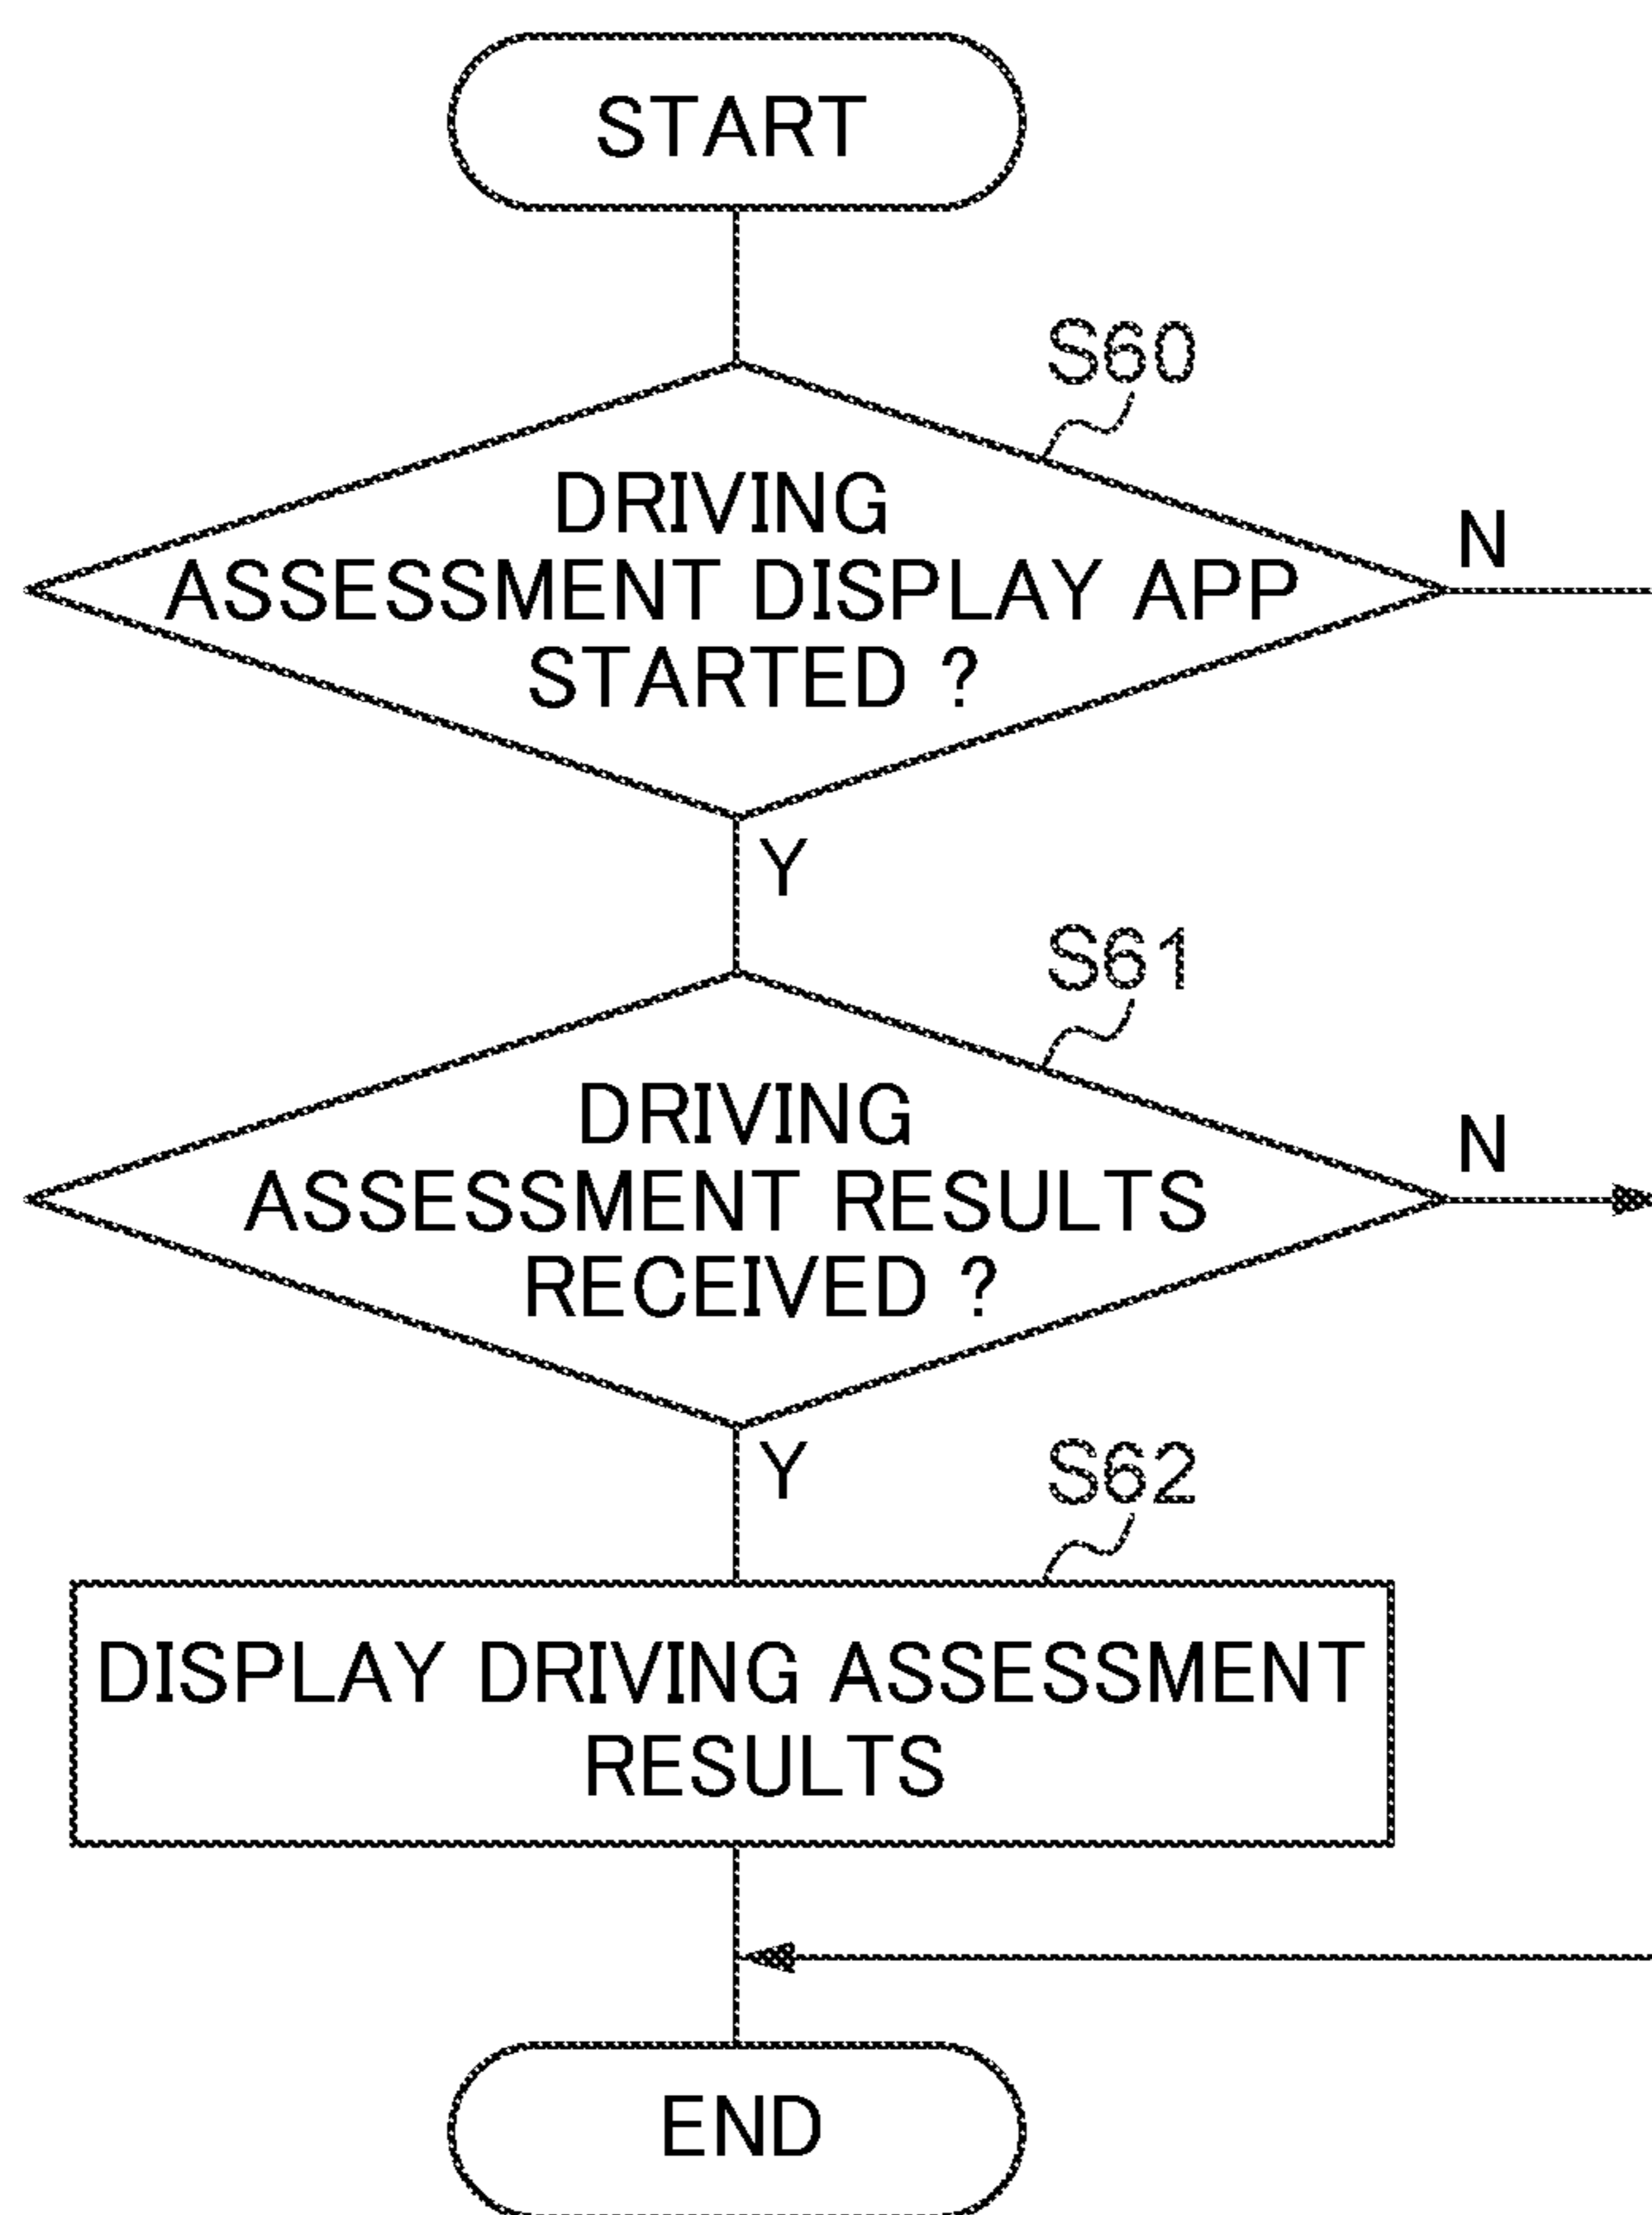 START
S60
DRIVING
ASSESSMENT DISPLAY APP
STARTED ?
N
Y
S61
DRIVING
ASSESSMENT RESULTS
RECEIVED ?
N
Y
S62
DISPLAY DRIVING ASSESSMENT
RESULTS
END